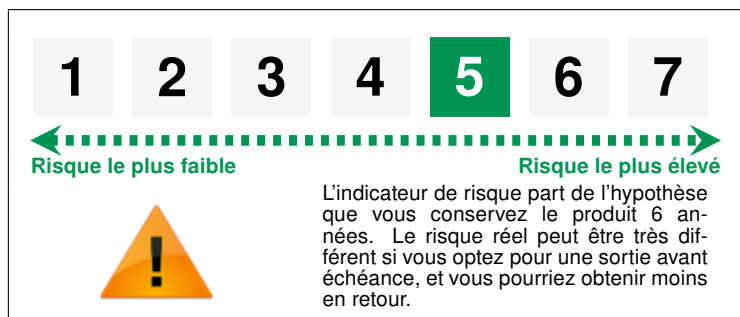 1 2 3 4 5 6 7
Risque le plus faible Risque le plus élevé
L'indicateur de risque part de l'hypothèse
que vous conservez le produit 6 an-
nées. Le risque réel peut être très dif-
férent si vous optez pour une sortie avant
échéance, et vous pourriez obtenir moins
en retour.